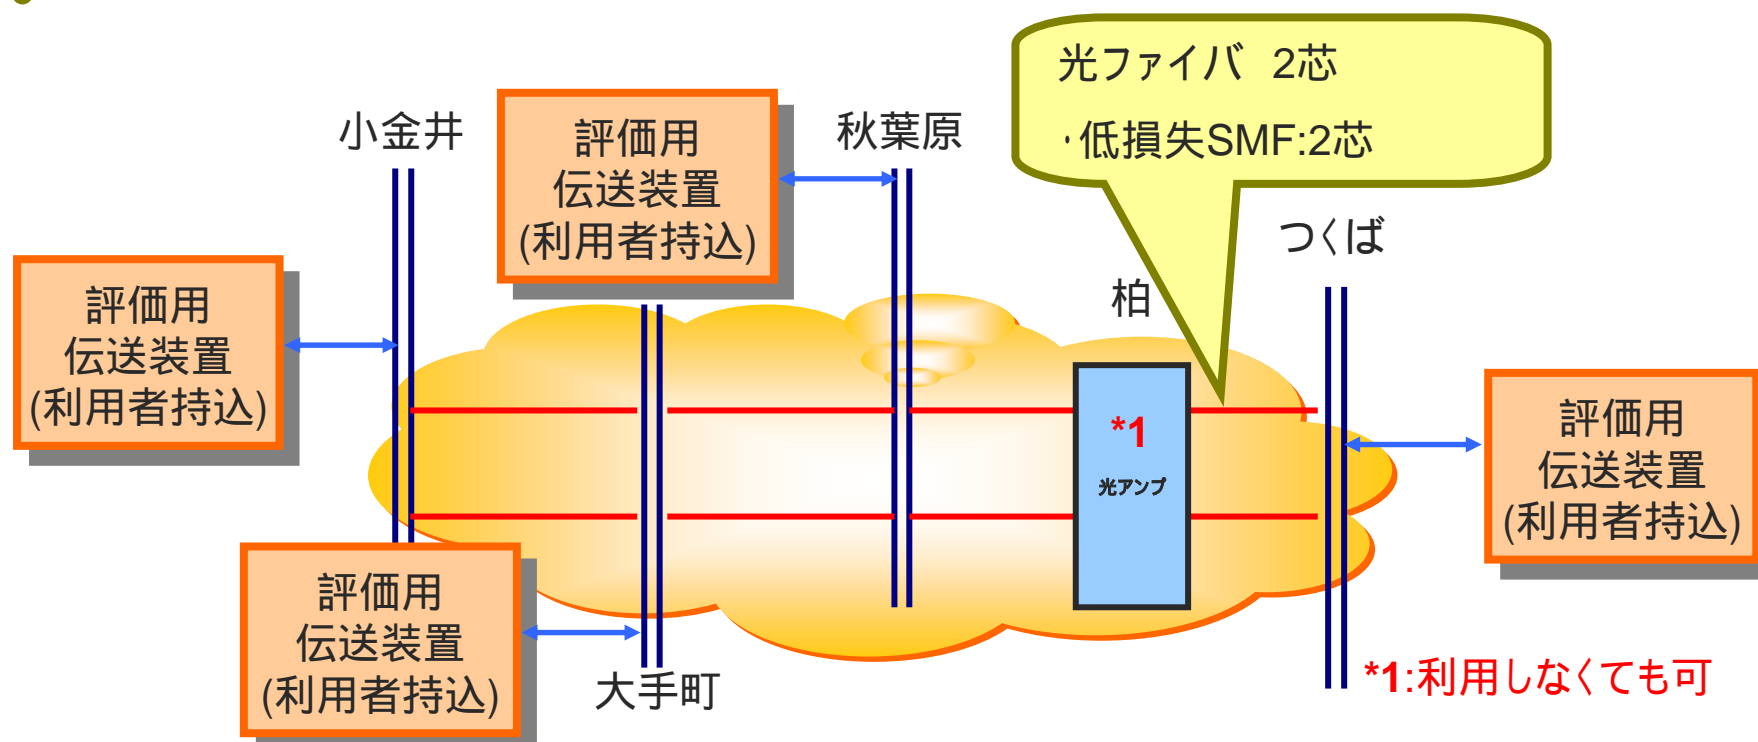 光ファイバ 2芯
・低損失SMF:2芯
小金井
評価用
伝送装置
(利用者持込)
秋葉原
つくば
柏
評価用
伝送装置
(利用者持込)
*1
光アンプ
評価用
伝送装置
(利用者持込)
評価用
伝送装置
(利用者持込)
大手町
*1:利用しなくても可